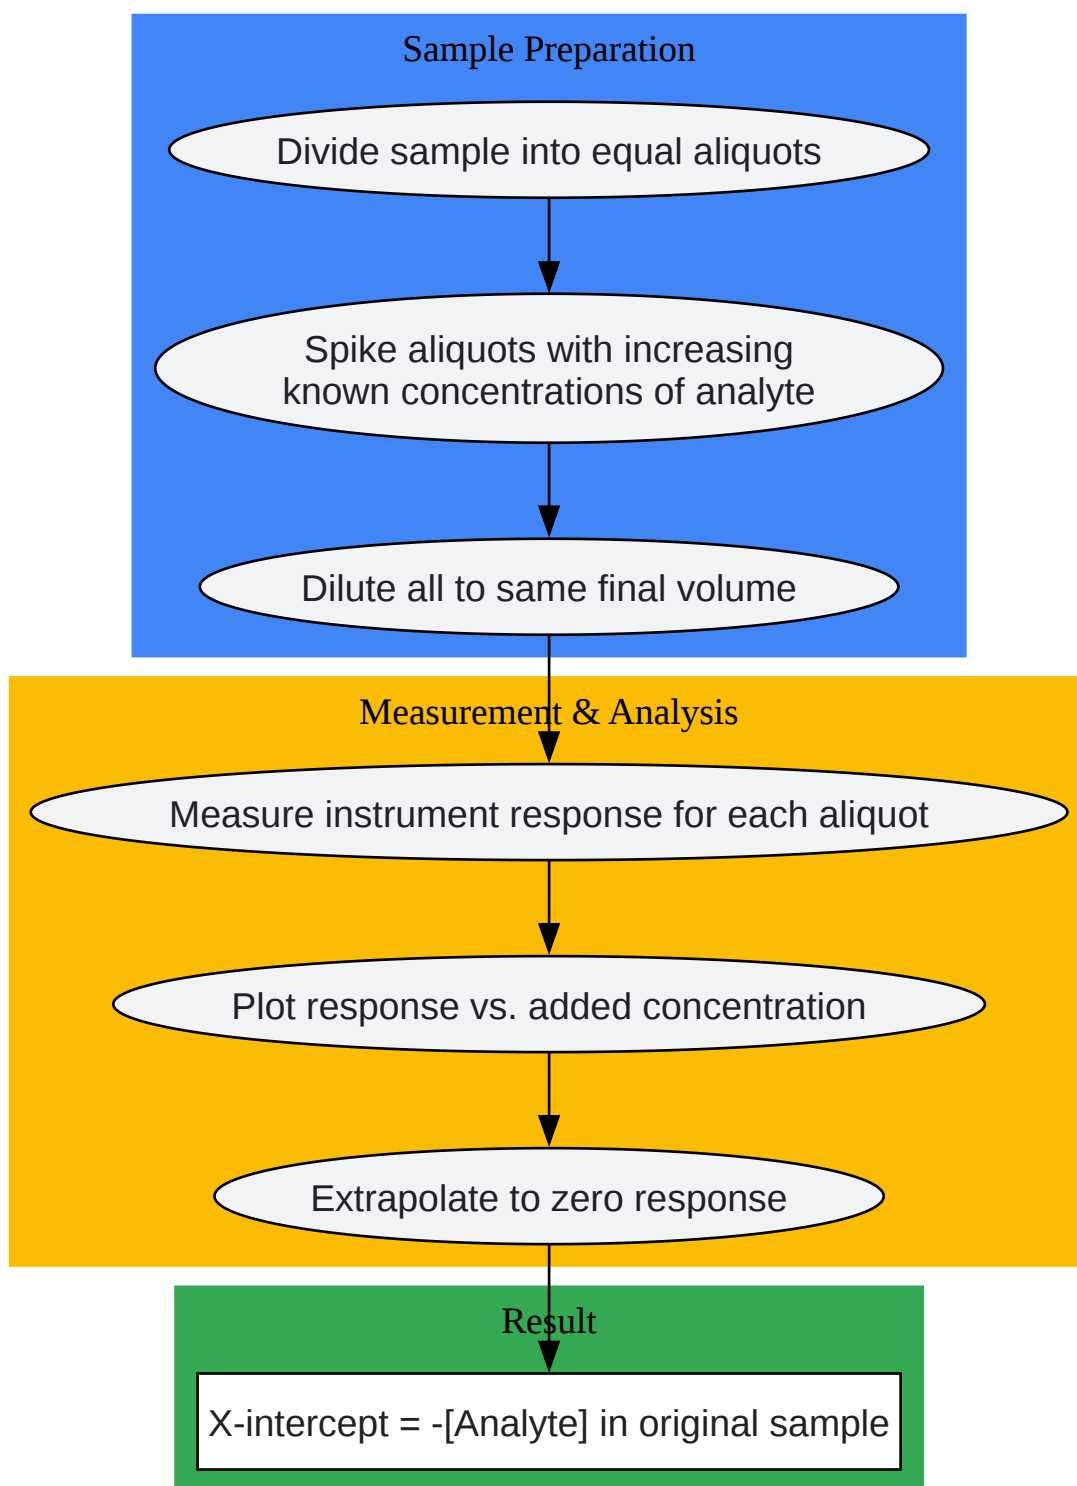 Sample Preparation
Divide sample into equal aliquots
Spike aliquots with increasing
known concentrations of analyte
Dilute all to same final volume
Measurement & Analysis
Measure instrument response for each aliquot
Plot response vs. added concentration
Extrapolate to zero response
Result
X-intercept = -[Analyte] in original sample